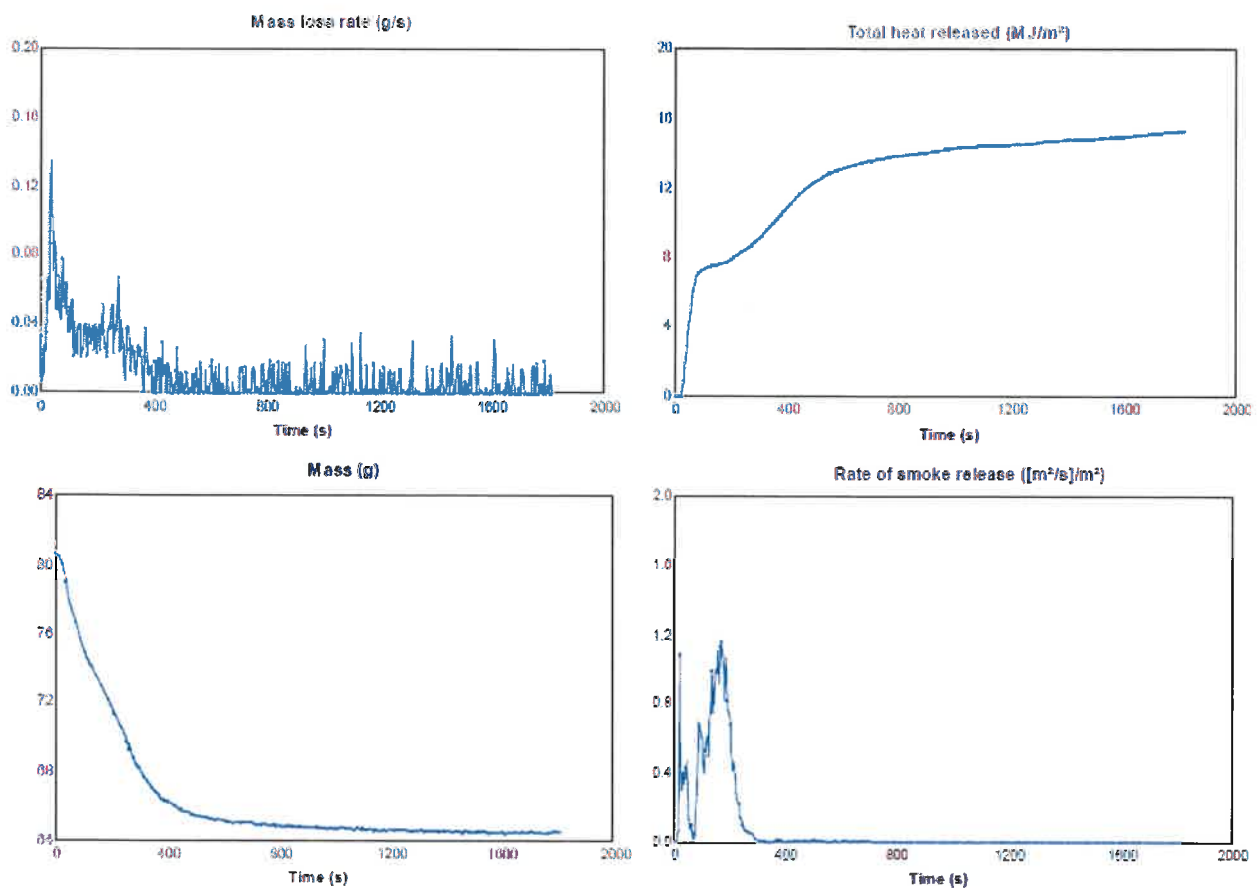 Mass loss rate (g/s)
0.20
0.16
0.12
0.08
0.04
0.00
0 400 800 1200 1600 2000
Time (s)
Total heat released (MJ/m²)
20
16
12
8
4
0
0 400 800 1200 1600 2000
Time (s)
Mass (g)
84
80
76
72
68
64
0 400 800 1200 1600 2000
Time (s)
Rate of smoke release ([m²/s]/m²)
2.0
1.6
1.2
0.8
0.4
0.0
0 400 800 1200 1600 2000
Time (s)